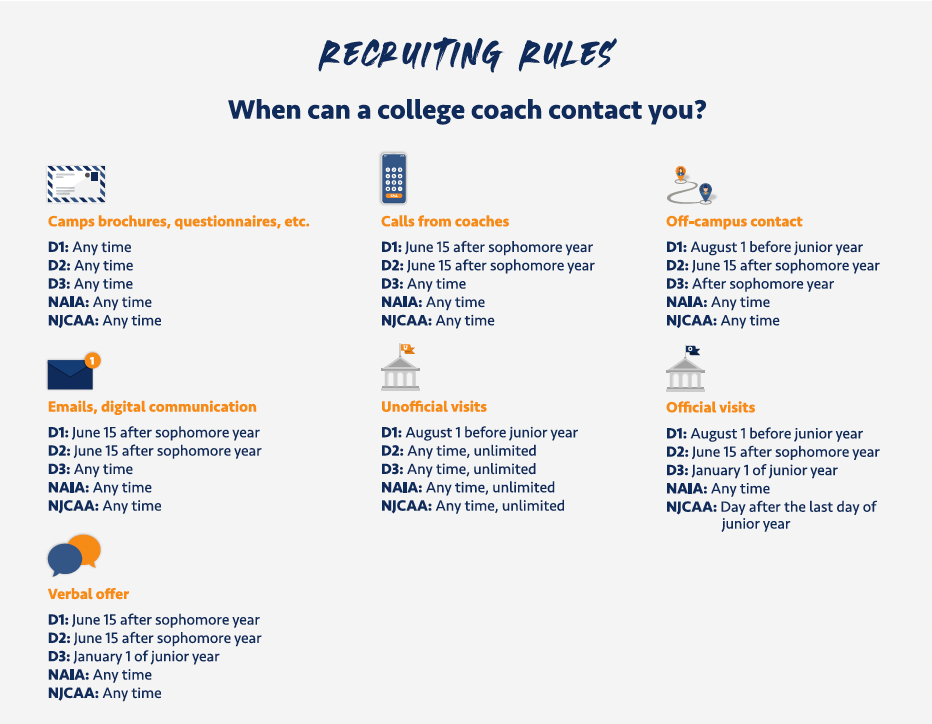 RECRUITING RULES
When can a college coach contact you?
Camps brochures, questionnaires, etc.
D1: Any time
D2: Any time
D3: Any time
NAIA: Any time
NJCAA: Any time
Calls from coaches
D1: June 15 after sophomore year
D2: June 15 after sophomore year
D3: Any time
NAIA: Any time
NJCAA: Any time
Off-campus contact
D1: August 1 before junior year
D2: June 15 after sophomore year
D3: After sophomore year
NAIA: Any time
NJCAA: Any time
1
Emails, digital communication
D1: June 15 after sophomore year
D2: June 15 after sophomore year
D3: Any time
NAIA: Any time
NJCAA: Any time
Unofficial visits
D1: August 1 before junior year
D2: Any time, unlimited
D3: Any time, unlimited
NAIA: Any time, unlimited
NJCAA: Any time, unlimited
Official visits
D1: August 1 before junior year
D2: June 15 after sophomore year
D3: January 1 of junior year
NAIA: Any time
NJCAA: Day after the last day of
junior year
Verbal offer
D1: June 15 after sophomore year
D2: June 15 after sophomore year
D3: January 1 of junior year
NAIA: Any time
NJCAA: Any time